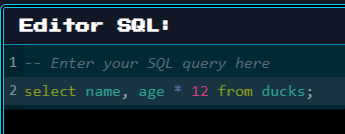 Editor SQL:
1 -- Enter your SQL query here
2 select name, age * 12 from ducks;